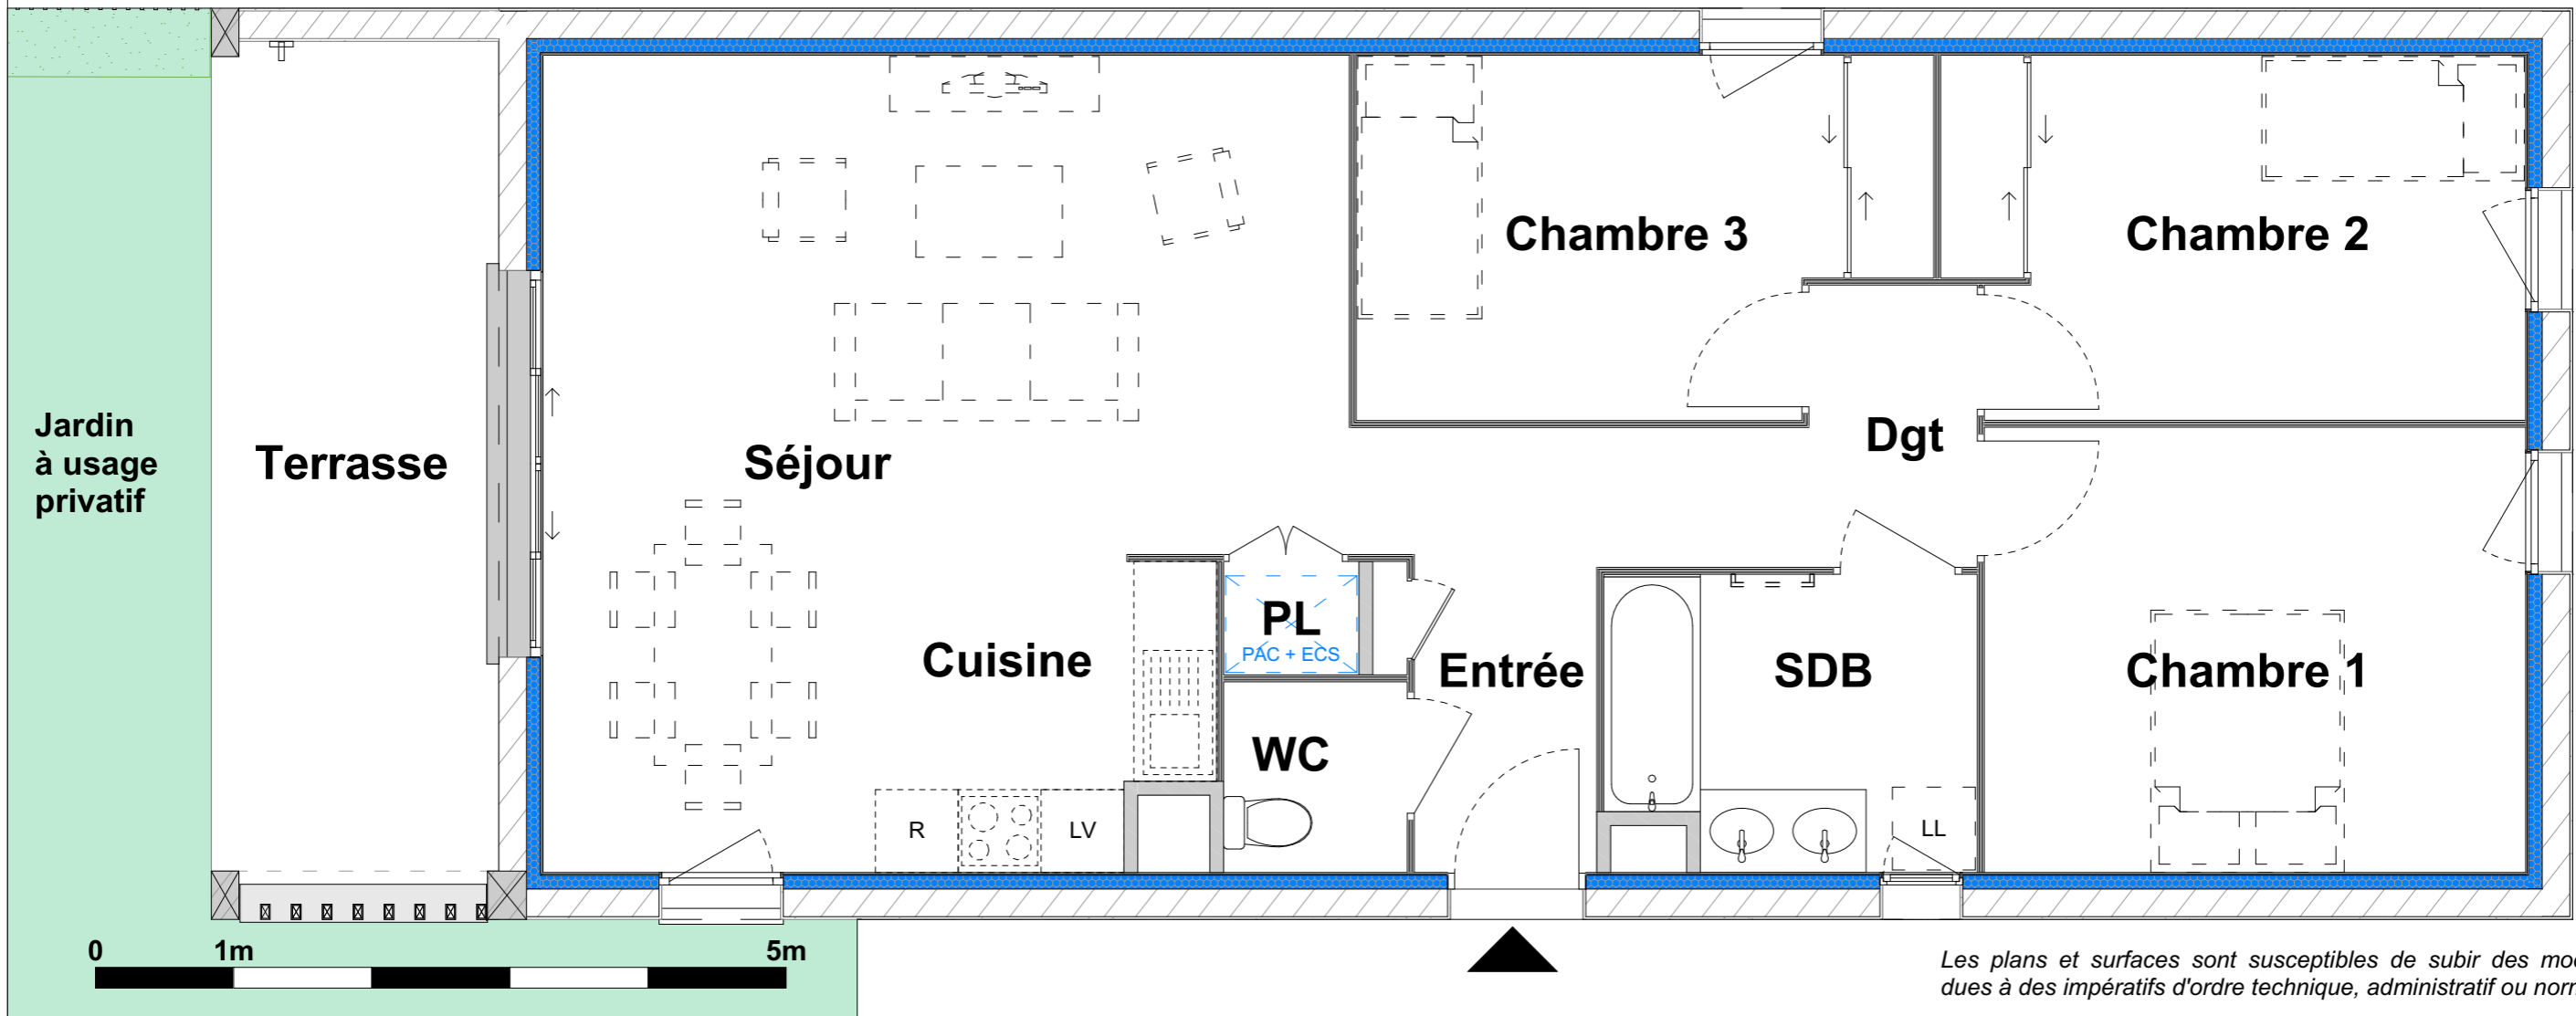 Chambre 3
Chambre 2
Jardin
à usage
privatif
Terrasse
Séjour
Dgt
PL
PAC + ECS
Cuisine
Entrée
SDB
Chambre 1
WC
R
LV
LL
0
1m
5m
Les plans et surfaces sont susceptibles de subir des
dues à des impératifs d'ordre technique, administratif ou